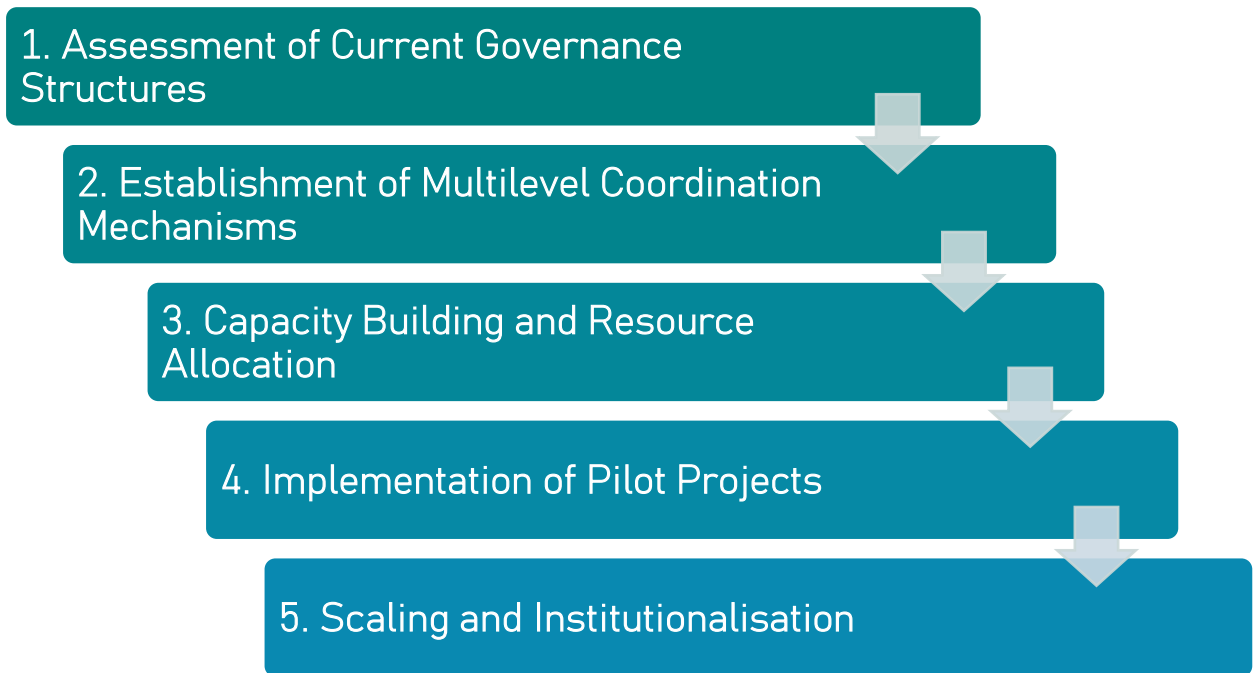 1. Assessment of Current Governance
Structures
2. Establishment of Multilevel Coordination
Mechanisms
3. Capacity Building and Resource
Allocation
4. Implementation of Pilot Projects
5. Scaling and Institutionalisation